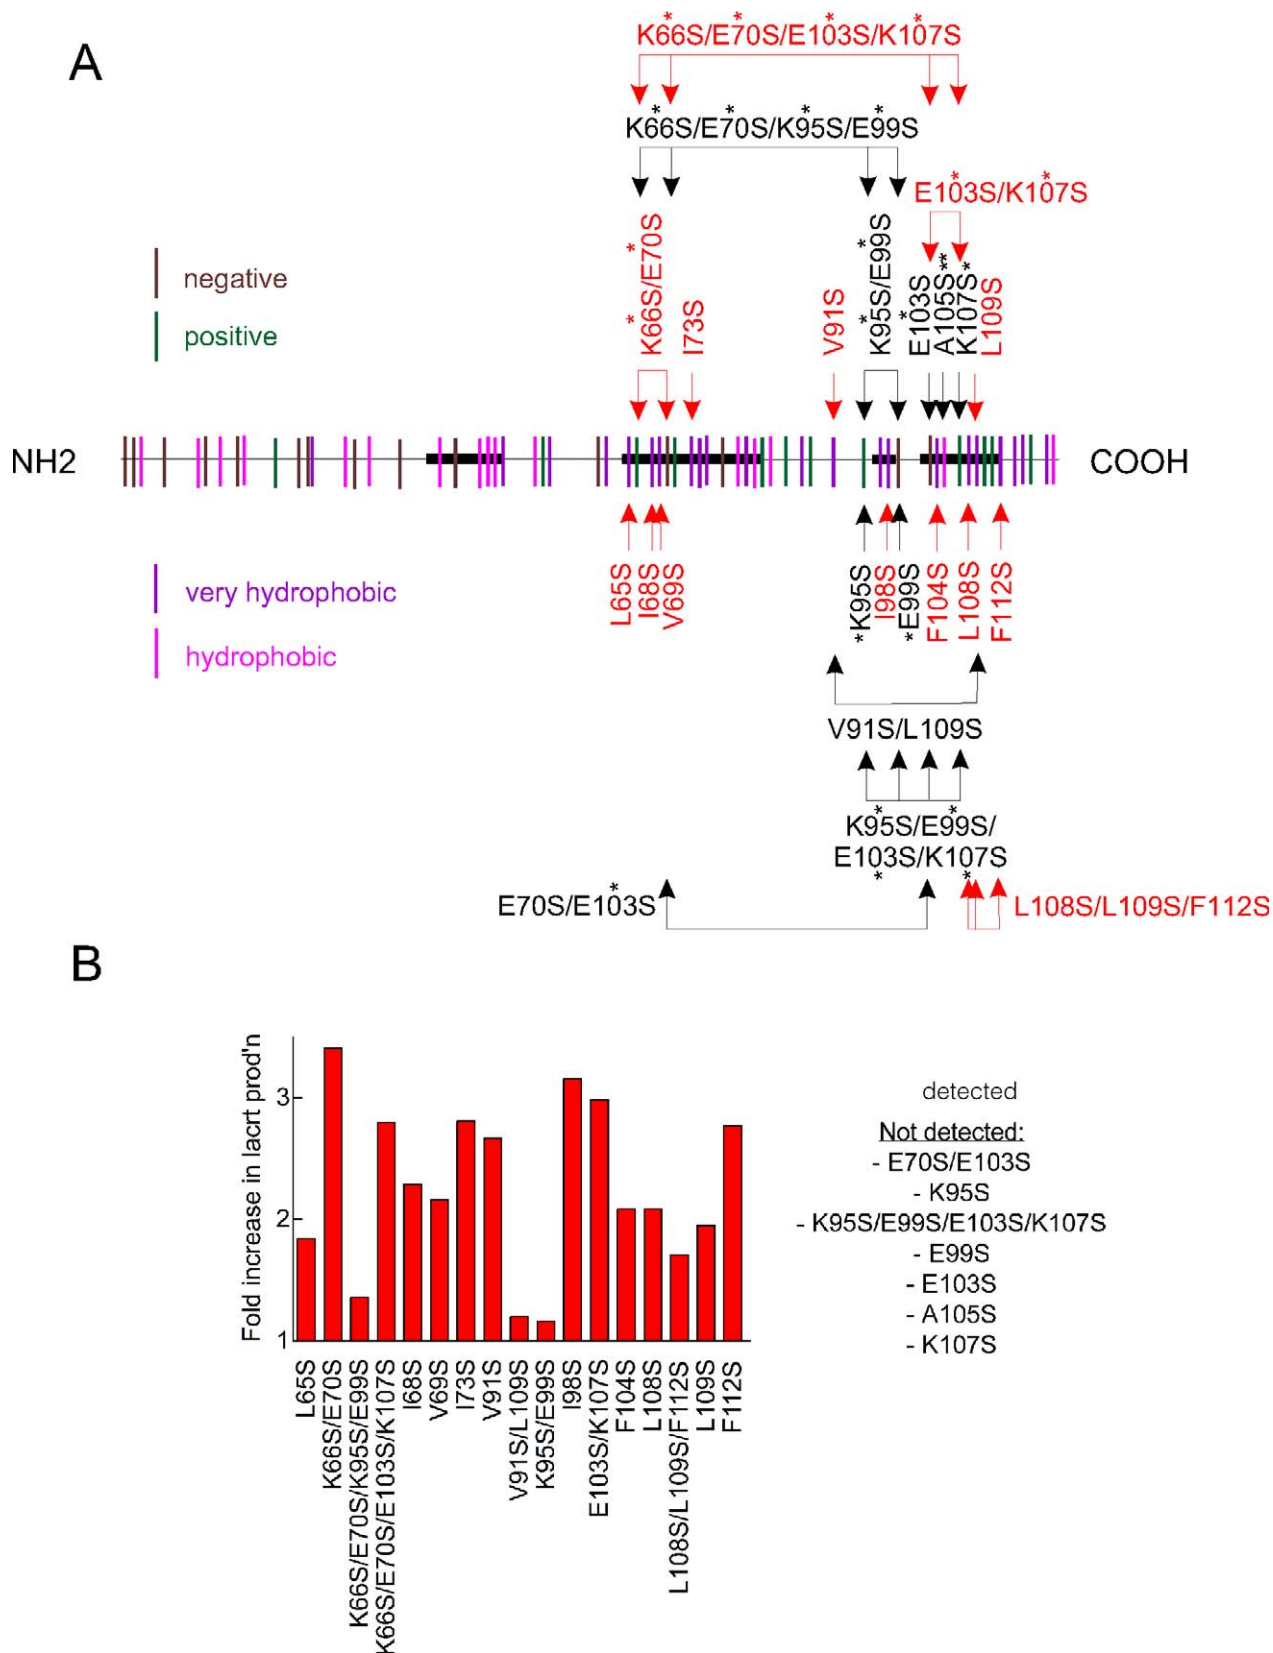 A
K66S/E70S/E103S/K107S
* * * *
K66S/E70S/K95S/E99S
* * * *
E103S/K107S
* *
negative
positive
K66S/E70S
* *
I73S
V91S
K95S/E99S
* *
E103S
*
A105S**
K107S*
L109S
NH2
COOH
very hydrophobic
hydrophobic
L65S
I68S
V69S
*K95S
I98S
*E99S
F104S
L108S
F112S
V91S/L109S
K95S/E99S/
* *
E103S/K107S
* *
E70S/E103S
*
L108S/L109S/F112S
B
Fold increase in lacrt prod'n
3
2
1
L65S
K66S/E70S
K66S/E70S/K95S/E99S
K66S/E70S/E103S/K107S
I68S
V69S
I73S
V91S
V91S/L109S
K95S/E99S
I98S
E103S/K107S
F104S
L108S
L108S/L109S/F112S
L109S
F112S
detected
Not detected:
- E70S/E103S
- K95S
- K95S/E99S/E103S/K107S
- E99S
- E103S
- A105S
- K107S